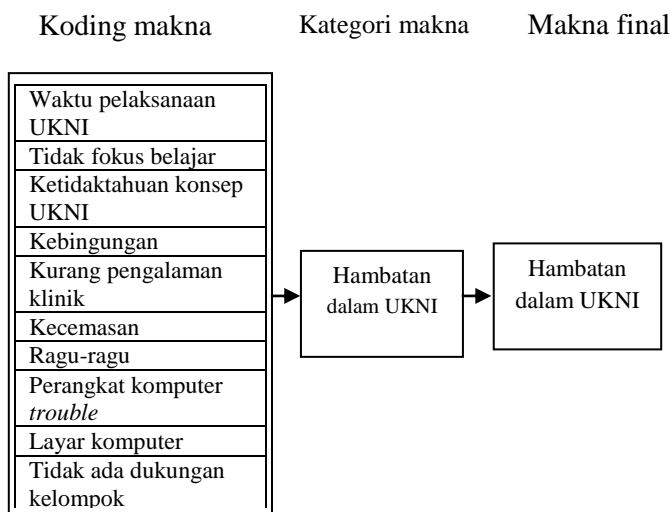 Koding makna
Kategori makna
Makna final
Waktu pelaksanaan
UKNI
Tidak fokus belajar
Ketidaktahuan konsep
UKNI
Kebingungan
Kurang pengalaman
klinik
Kecemasan
Ragu-ragu
Perangkat komputer
trouble
Layar komputer
Tidak ada dukungan
kelompok
Hambatan
dalam UKNI
Hambatan
dalam UKNI